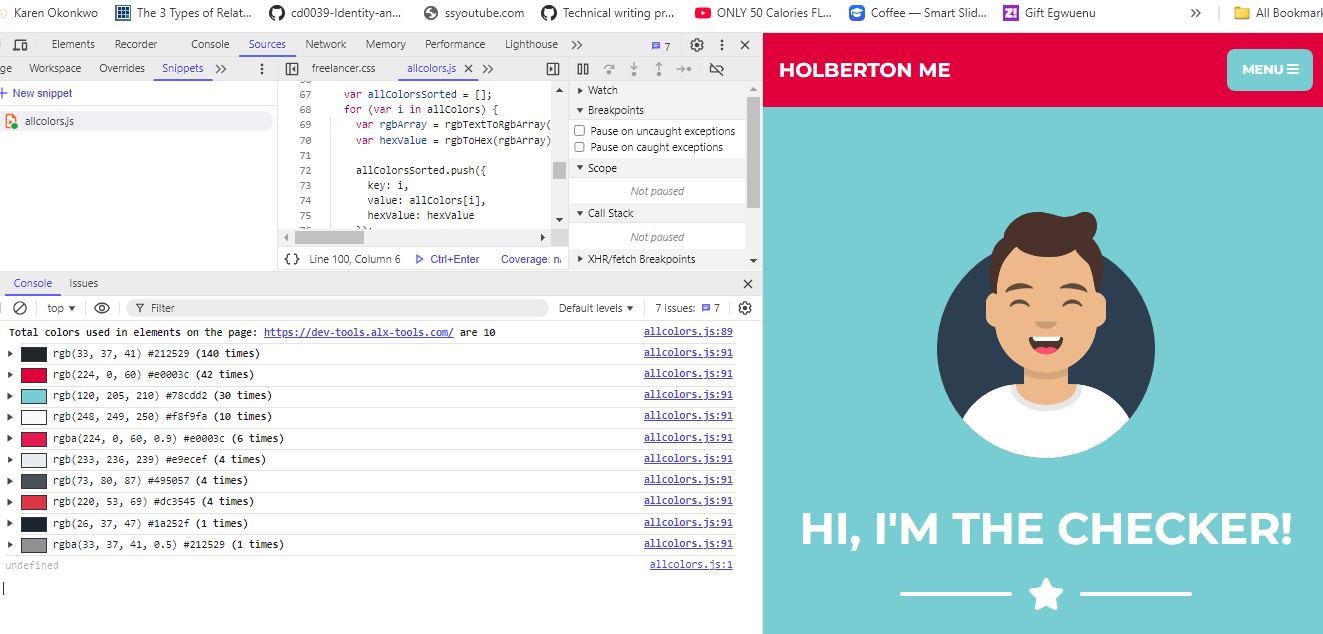 Karen Okonkwo The 3 Types of Relat... cd0039-Identity-an... ssyoutube.com Technical writing pr... ONLY 50 Calories FL... Coffee — Smart Slid... Gift Egwuenu All Bookmark
Elements Recorder Console Sources Network Memory Performance Lighthouse 7
ge Workspace Overrides Snippets freelancer.css allcolors.js
+ New snippet
allcolors.js
67 var allColorsSorted = [];
68 for (var i in allColors) {
69 var rgbArray = rgbTextToRgbArray(
70 var hexValue = rgbToHex(rgbArray)
71
72 allColorsSorted.push({
73 key: i,
74 value: allColors[i],
75 hexValue: hexValue
{} Line 100, Column 6 Ctrl+Enter Coverage: n/
Watch
Breakpoints
Pause on uncaught exceptions
Pause on caught exceptions
Scope
Not paused
Call Stack
Not paused
XHR/fetch Breakpoints
Console Issues
top Filter Default levels 7 Issues: 7
Total colors used in elements on the page: https://dev-tools.alx-tools.com/ are 10 allcolors.js:89
rgb(33, 37, 41) #212529 (140 times) allcolors.js:91
rgb(224, 0, 60) #e0003c (42 times) allcolors.js:91
rgb(120, 205, 210) #78cdd2 (30 times) allcolors.js:91
rgb(248, 249, 250) #f8f9fa (10 times) allcolors.js:91
rgba(224, 0, 60, 0.9) #e0003c (6 times) allcolors.js:91
rgb(233, 236, 239) #e9ecef (4 times) allcolors.js:91
rgb(73, 80, 87) #495057 (4 times) allcolors.js:91
rgb(220, 53, 69) #dc3545 (4 times) allcolors.js:91
rgb(26, 37, 47) #1a252f (1 times) allcolors.js:91
rgba(33, 37, 41, 0.5) #212529 (1 times) allcolors.js:91
undefined allcolors.js:1
HOLBERTON ME
MENU
HI, I'M THE CHECKER!